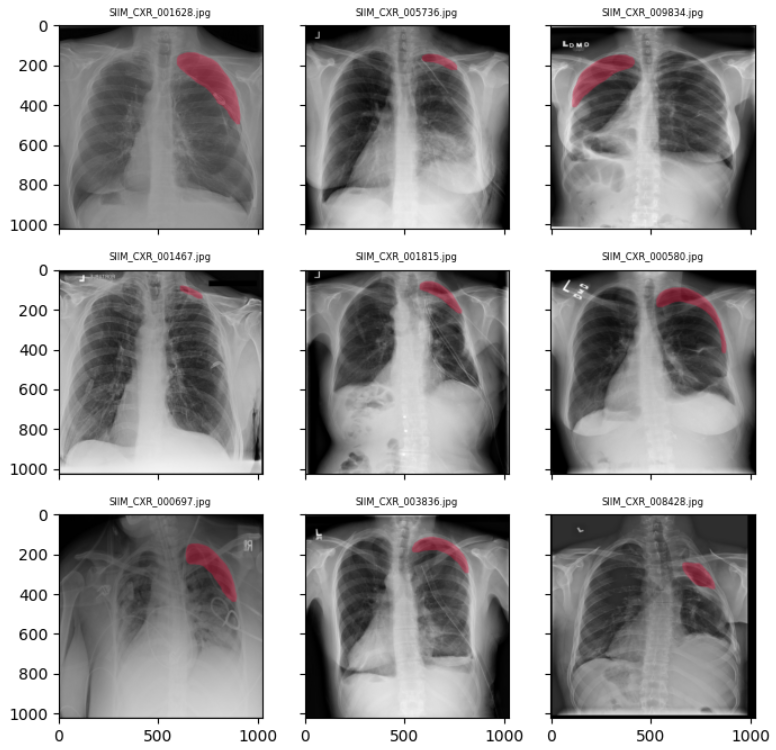 SIIM_CXR_001628.jpg
SIIM_CXR_005736.jpg
SIIM_CXR_009834.jpg
0
200
400
600
800
1000
L DMO
SIIM_CXR_001467.jpg
SIIM_CXR_001815.jpg
SIIM_CXR_000580.jpg
0
200
400
600
800
1000
L
SIIM_CXR_000697.jpg
SIIM_CXR_003836.jpg
SIIM_CXR_008428.jpg
0
200
400
600
800
1000
0 500 1000
0 500 1000
0 500 1000